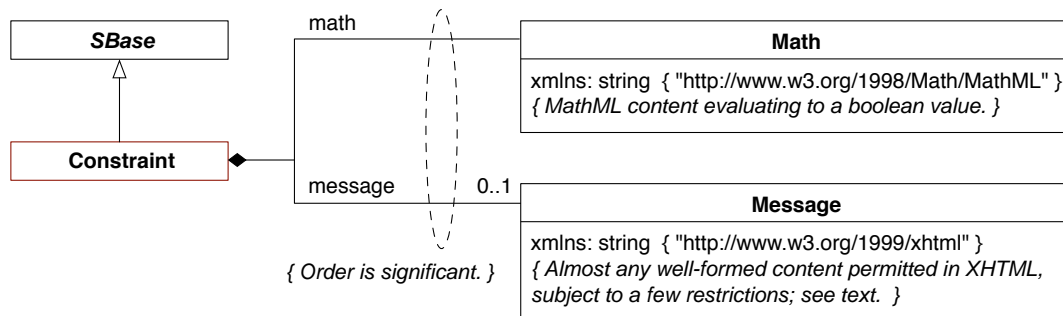 SBase
math
Math
xmlns: string { "http://www.w3.org/1998/Math/MathML" }
{ MathML content evaluating to a boolean value. }
Constraint
message
0..1
Message
xmlns: string { "http://www.w3.org/1999/xhtml" }
{ Order is significant. }
{ Almost any well-formed content permitted in XHTML,
subject to a few restrictions; see text. }